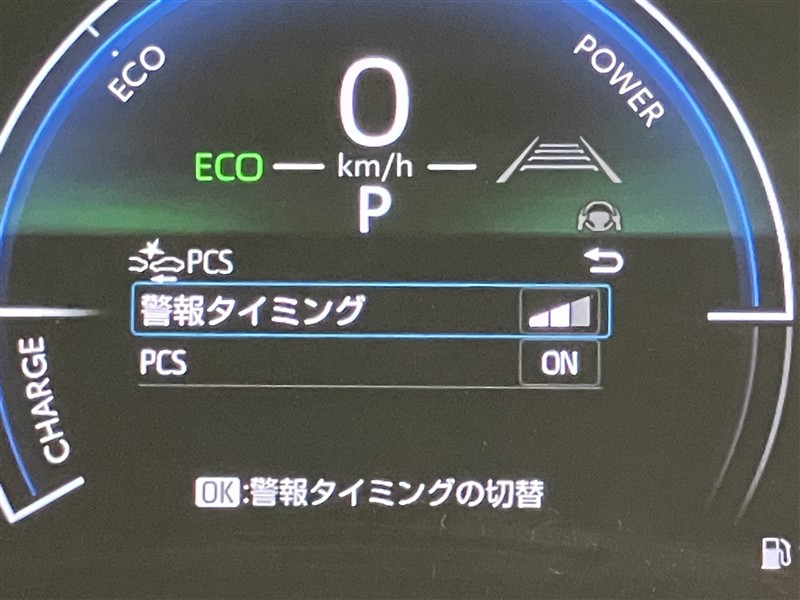 ECO
POWER
0
ECO km/h
P
PCS
警報タイミング
PCS ON
CHARGE
OK:警報タイミングの切替